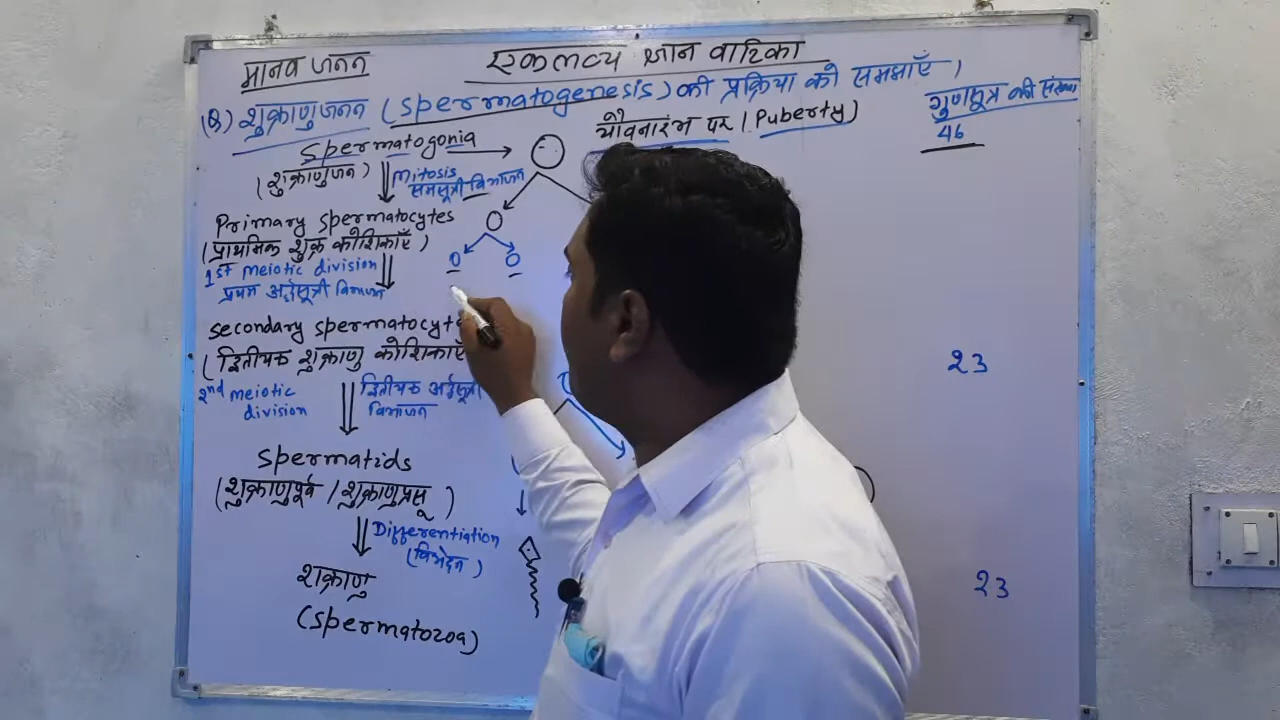 मानव जनन
एकलव्य ज्ञान वाटिका
(Q) शुक्राणुजनन (Spermatogenesis) की प्रक्रिया को समझाएँ।
यौवनारंभ पर (Puberty)
गुणसूत्र की संख्या
46
Spermatogonia
(शुक्राणुजन)
Mitosis
समसूत्री विभाजन
Primary spermatocytes
(प्राथमिक शुक्र कोशिकाएँ)
1st meiotic division
प्रथम अर्द्धसूत्री विभाजन
Secondary spermatocyt
(द्वितीयक शुक्राणु कोशिकाएँ
23
2nd meiotic
division
द्वितीयक अर्द्धसूत्री
विभाजन
Spermatids
(शुक्राणुपूर्व / शुक्राणुप्रसू)
Differentiation
(विभेदन)
शुक्राणु
(Spermatozoa)
23